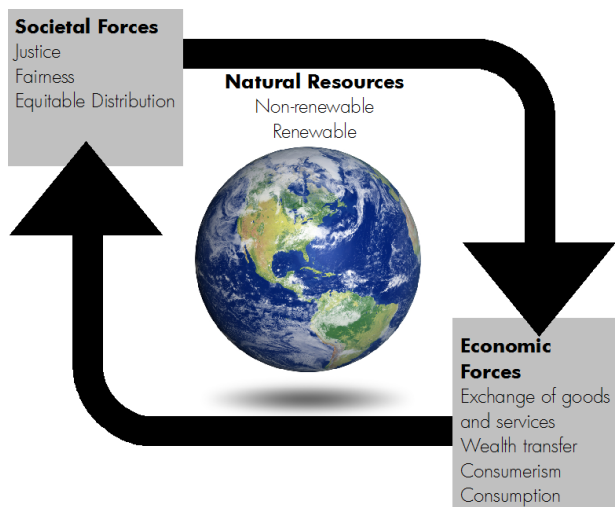 Societal Forces
Justice
Fairness
Equitable Distribution
Natural Resources
Non-renewable
Renewable
Economic
Forces
Exchange of goods
and services
Wealth transfer
Consumerism
Consumption